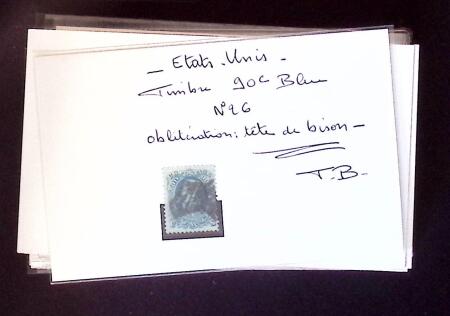 - Etats-Unis -
Timbre 90c Bleu
N°26
oblitération: tête de bison -
T.B-